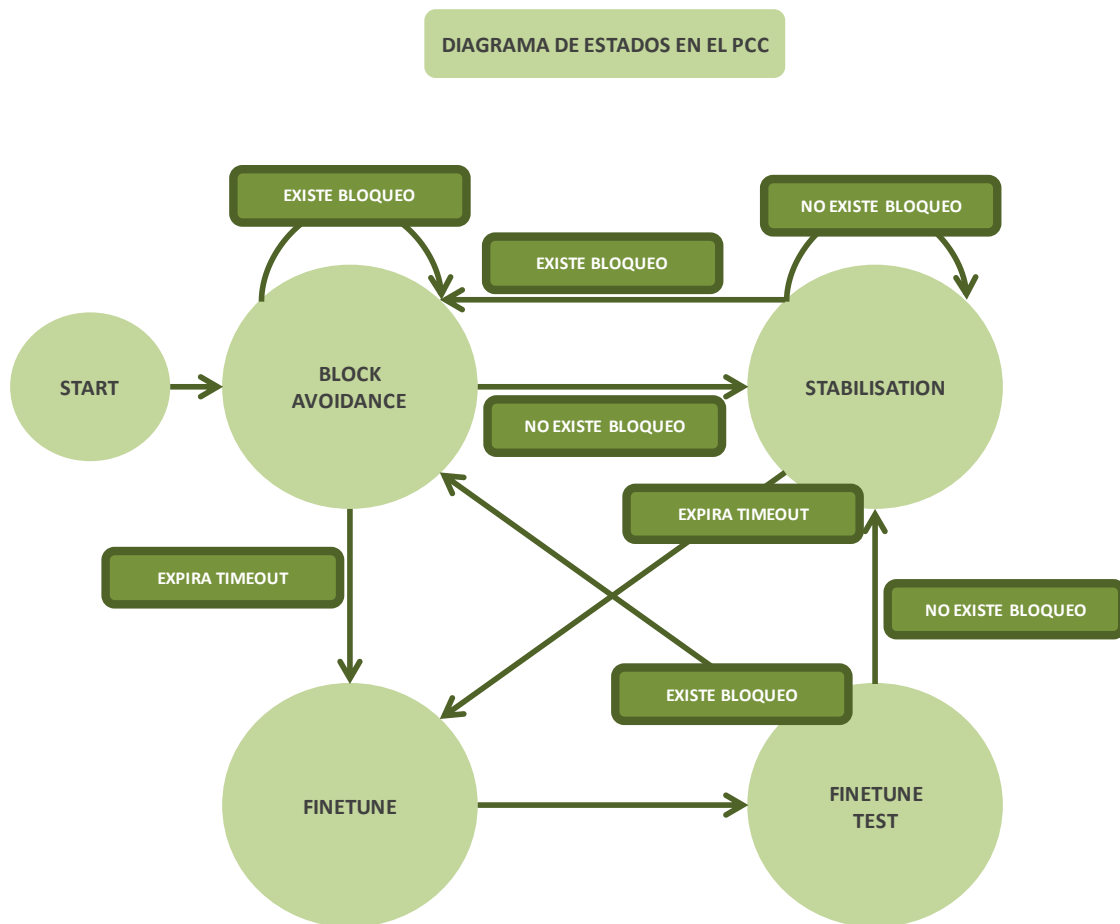 DIAGRAMA DE ESTADOS EN EL PCC
EXISTE BLOQUEO
NO EXISTE BLOQUEO
EXISTE BLOQUEO
START
BLOCK
AVOIDANCE
STABILISATION
NO EXISTE BLOQUEO
EXPIRA TIMEOUT
EXPIRA TIMEOUT
NO EXISTE BLOQUEO
EXISTE BLOQUEO
FINETUNE
FINETUNE
TEST